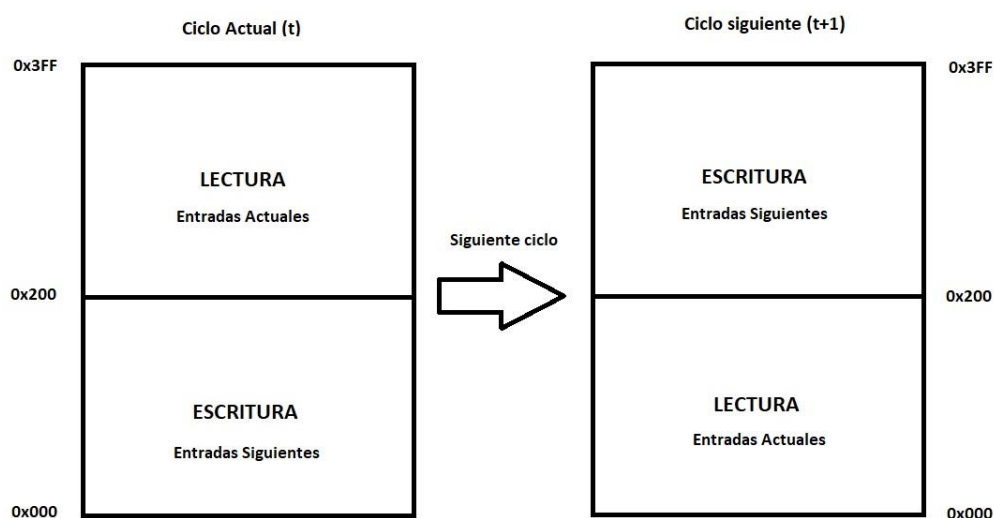 Ciclo Actual (t)
0x3FF
LECTURA
Entradas Actuales
0x200
ESCRITURA
Entradas Siguientes
0x000
Siguiente ciclo
Ciclo siguiente (t+1)
0x3FF
ESCRITURA
Entradas Siguientes
0x200
LECTURA
Entradas Actuales
0x000